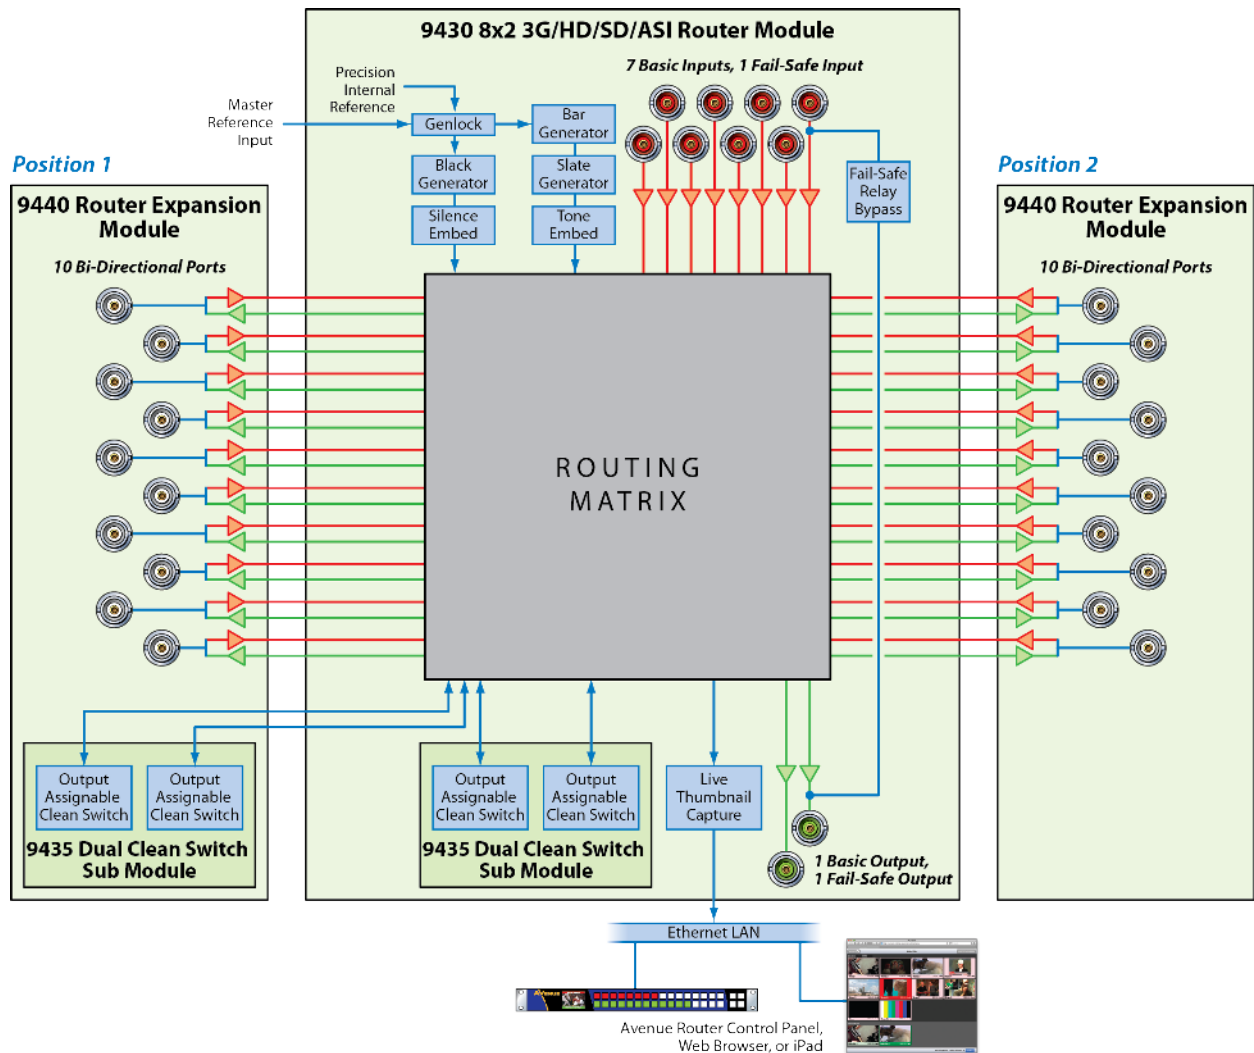 9430 8x2 3G/HD/SD/ASI Router Module
7 Basic Inputs, 1 Fail-Safe Input
Precision
Internal
Reference
Master
Reference
Input
Genlock
Bar
Generator
Black
Generator
Slate
Generator
Silence
Embed
Tone
Embed
Fail-Safe
Relay
Bypass
Position 1
9440 Router Expansion
Module
10 Bi-Directional Ports
Position 2
9440 Router Expansion
Module
10 Bi-Directional Ports
ROUTING
MATRIX
Output
Assignable
Clean Switch
Output
Assignable
Clean Switch
9435 Dual Clean Switch
Sub Module
Output
Assignable
Clean Switch
Output
Assignable
Clean Switch
9435 Dual Clean Switch
Sub Module
Live
Thumbnail
Capture
1 Basic Output,
1 Fail-Safe Output
Ethernet LAN
Avenue Router Control Panel,
Web Browser, or iPad